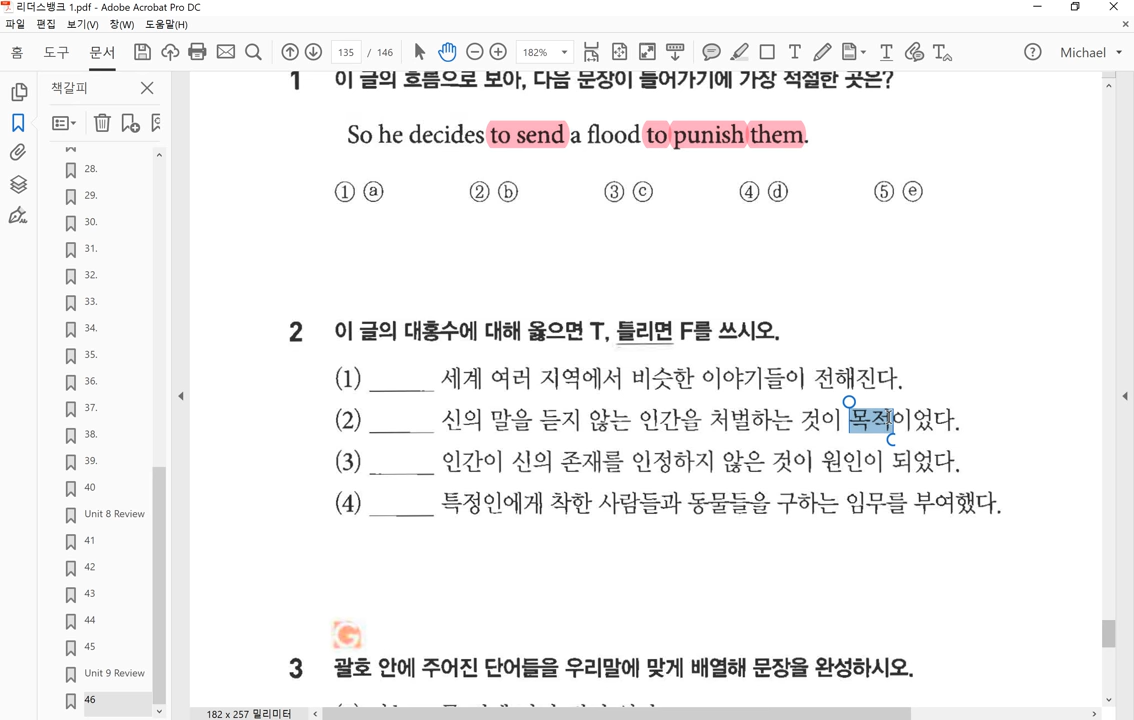 리더스뱅크 1.pdf - Adobe Acrobat Pro DC
파일 편집 보기(V) 창(W) 도움말(H)
홈 도구 문서 135 / 146 182% Michael
책갈피
28.
29.
30.
31.
32.
33.
34.
35.
36.
37.
38.
39.
40
Unit 8 Review
41
42
43
44
45
Unit 9 Review
46
1 이 글의 흐름으로 보아, 다음 문장이 들어가기에 가장 적절한 곳은?
So he decides to send a flood to punish them.
① ⓐ ② ⓑ ③ ⓒ ④ ⓓ ⑤ ⓔ
2 이 글의 대홍수에 대해 옳으면 T, 틀리면 F를 쓰시오.
(1) ______ 세계 여러 지역에서 비슷한 이야기들이 전해진다.
(2) ______ 신의 말을 듣지 않는 인간을 처벌하는 것이 목적이었다.
(3) ______ 인간이 신의 존재를 인정하지 않은 것이 원인이 되었다.
(4) ______ 특정인에게 착한 사람들과 동물들을 구하는 임무를 부여했다.
G
3 괄호 안에 주어진 단어들을 우리말에 맞게 배열해 문장을 완성하시오.
182 x 257 밀리미터